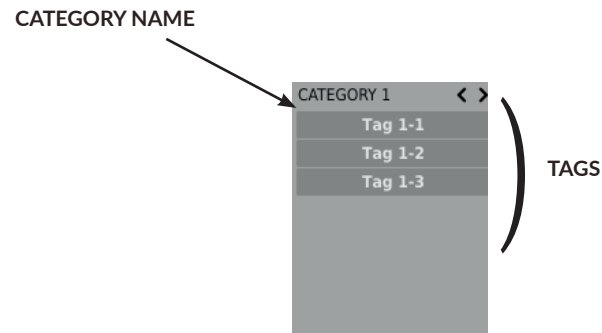 CATEGORY NAME
CATEGORY 1 < >
Tag 1-1
Tag 1-2
Tag 1-3
TAGS